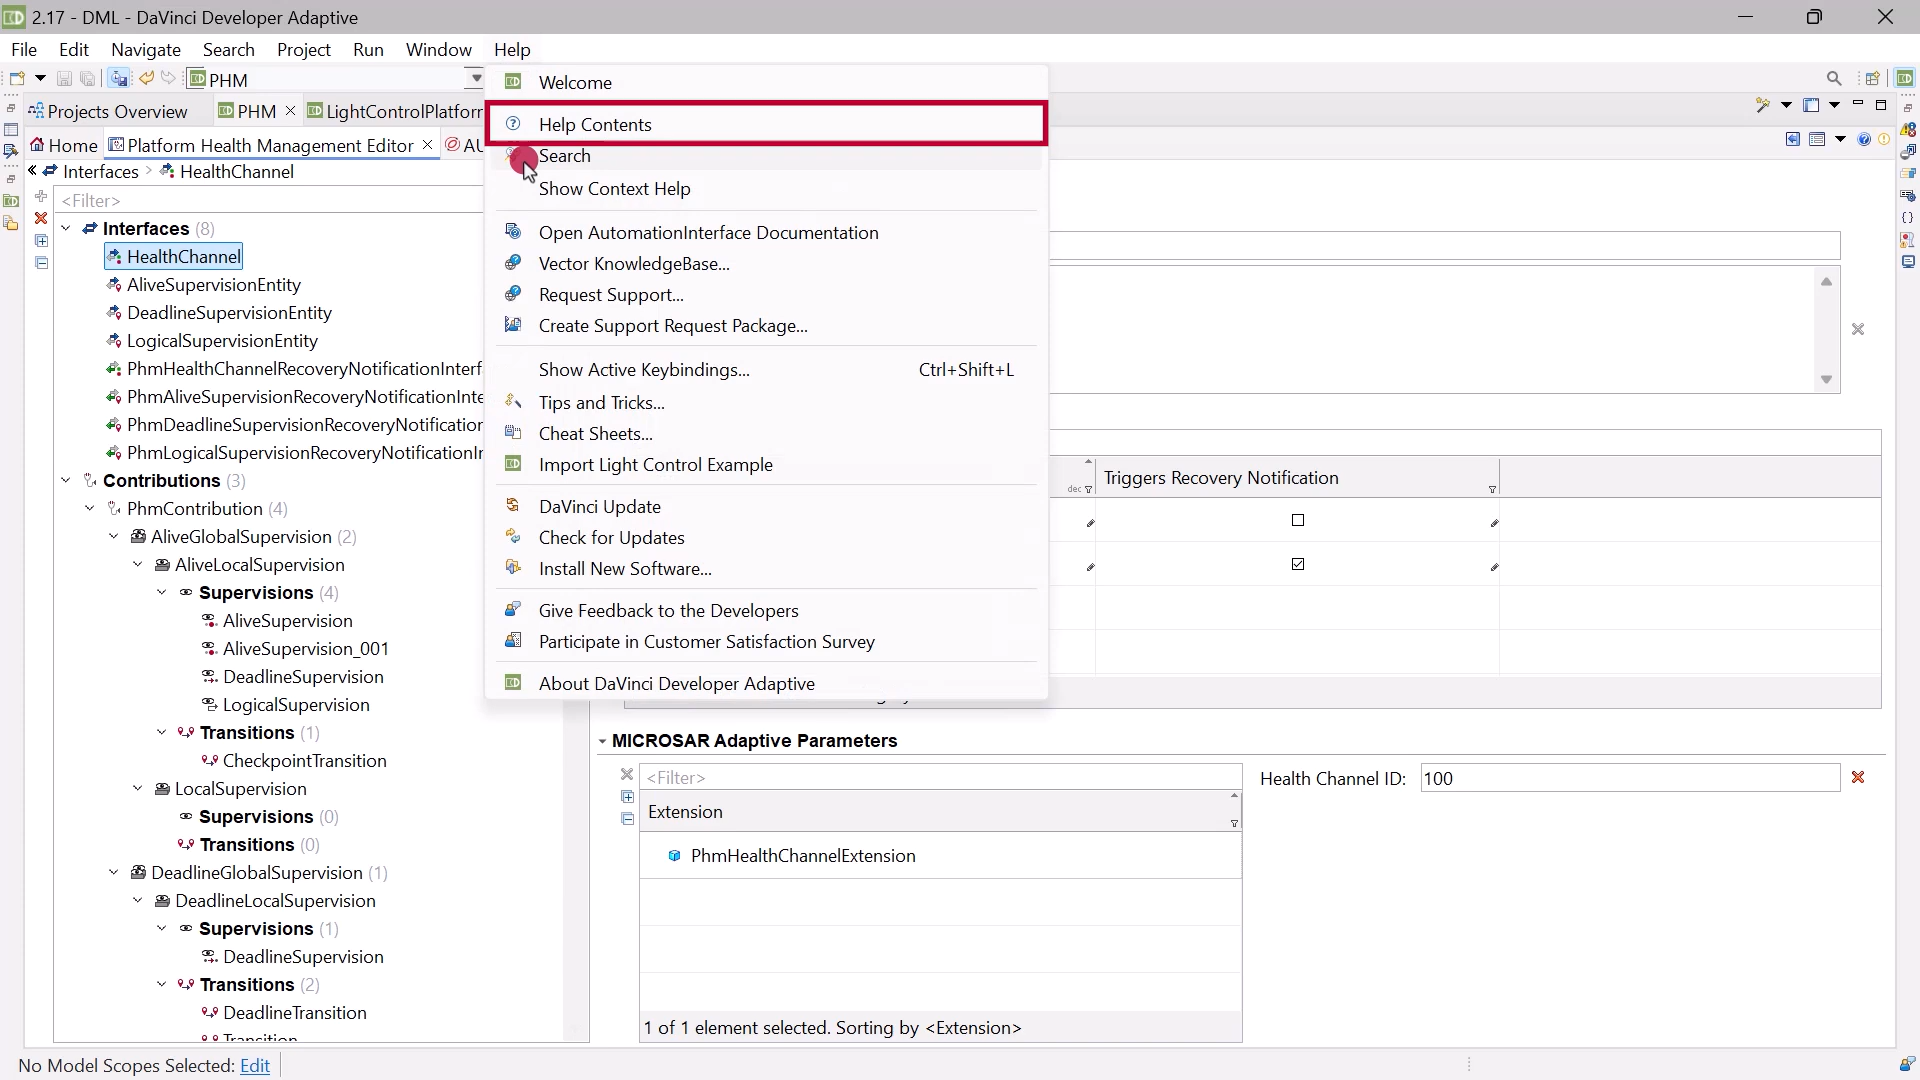 2.17 - DML - DaVinci Developer Adaptive
File Edit Navigate Search Project Run Window Help
PHM
Projects Overview PHM LightControlPlatfor
Home Platform Health Management Editor
Interfaces HealthChannel
<Filter>
Interfaces (8)
HealthChannel
AliveSupervisionEntity
DeadlineSupervisionEntity
LogicalSupervisionEntity
PhmHealthChannelRecoveryNotificationInterf
PhmAliveSupervisionRecoveryNotificationInte
PhmDeadlineSupervisionRecoveryNotification
PhmLogicalSupervisionRecoveryNotificationIr
Contributions (3)
PhmContribution (4)
AliveGlobalSupervision (2)
AliveLocalSupervision
Supervisions (4)
AliveSupervision
AliveSupervision_001
DeadlineSupervision
LogicalSupervision
Transitions (1)
CheckpointTransition
LocalSupervision
Supervisions (0)
Transitions (0)
DeadlineGlobalSupervision (1)
DeadlineLocalSupervision
Supervisions (1)
DeadlineSupervision
Transitions (2)
DeadlineTransition
Welcome
Help Contents
Search
Show Context Help
Open AutomationInterface Documentation
Vector KnowledgeBase...
Request Support...
Create Support Request Package...
Show Active Keybindings... Ctrl+Shift+L
Tips and Tricks...
Cheat Sheets...
Import Light Control Example
DaVinci Update
Check for Updates
Install New Software...
Give Feedback to the Developers
Participate in Customer Satisfaction Survey
About DaVinci Developer Adaptive
dec Triggers Recovery Notification
MICROSAR Adaptive Parameters
<Filter>
Extension
PhmHealthChannelExtension
1 of 1 element selected. Sorting by <Extension>
Health Channel ID: 100
No Model Scopes Selected: Edit